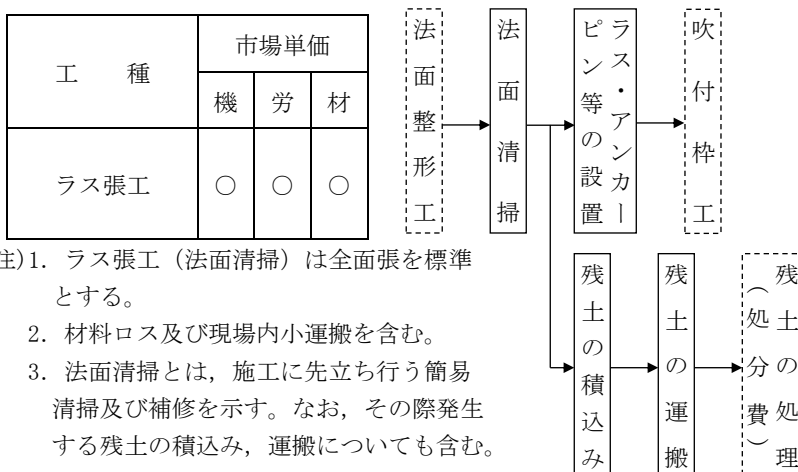 工　種
市場単価
機 労 材
ラス張工 ○ ○ ○
法面整形工
法面清掃
ラス・アンカー
ピン等の設置
吹付枠工
残土の積込み
残土の運搬
残土の処理
（処分費）
注)1．ラス張工（法面清掃）は全面張を標準
とする。
2．材料ロス及び現場内小運搬を含む。
3．法面清掃とは，施工に先立ち行う簡易
清掃及び補修を示す。なお，その際発生
する残土の積込み，運搬についても含む。